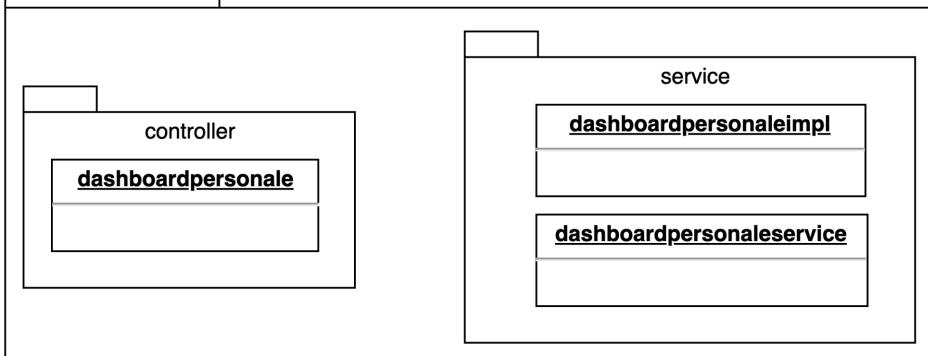 controller
dashboardpersonale
service
dashboardpersonaleimpl
dashboardpersonaleservice